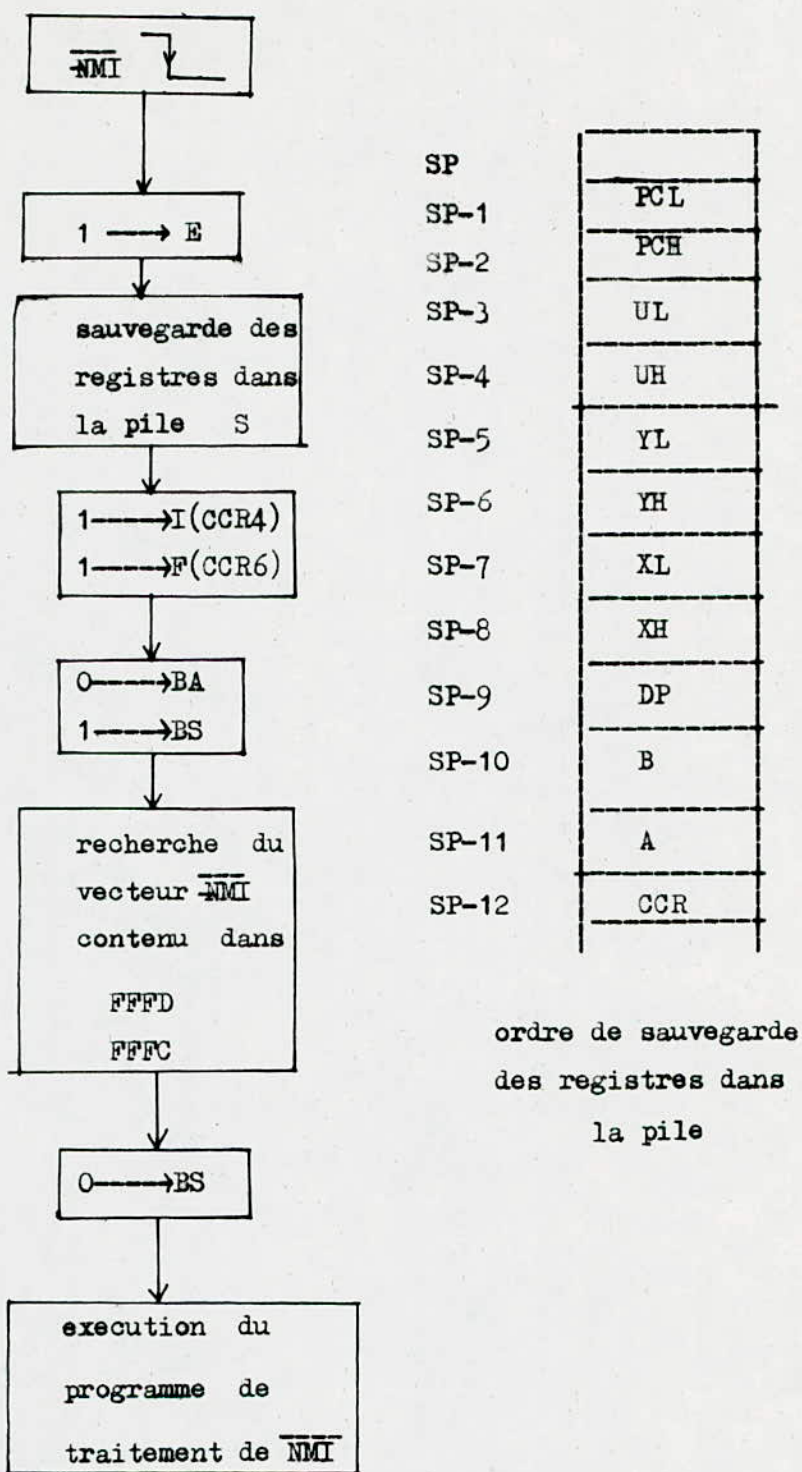 NMI
1 → E
sauvegarde des
registres dans
la pile S
1→I(CCR4)
1→F(CCR6)
0→BA
1→BS
recherche du
vecteur NMI
contenu dans
FFFD
FFFC
0→BS
execution du
programme de
traitement de NMI
SP
SP-1 PCL
SP-2 PCH
SP-3 UL
SP-4 UH
SP-5 YL
SP-6 YH
SP-7 XL
SP-8 XH
SP-9 DP
SP-10 B
SP-11 A
SP-12 CCR
ordre de sauvegarde
des registres dans
la pile